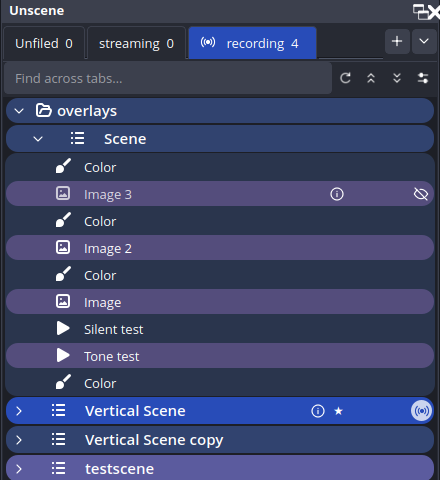 Unscene
Unfiled 0 streaming 0 recording 4
Find across tabs...
overlays
Scene
Color
Image 3
Color
Image 2
Color
Image
Silent test
Tone test
Color
Vertical Scene
Vertical Scene copy
testscene